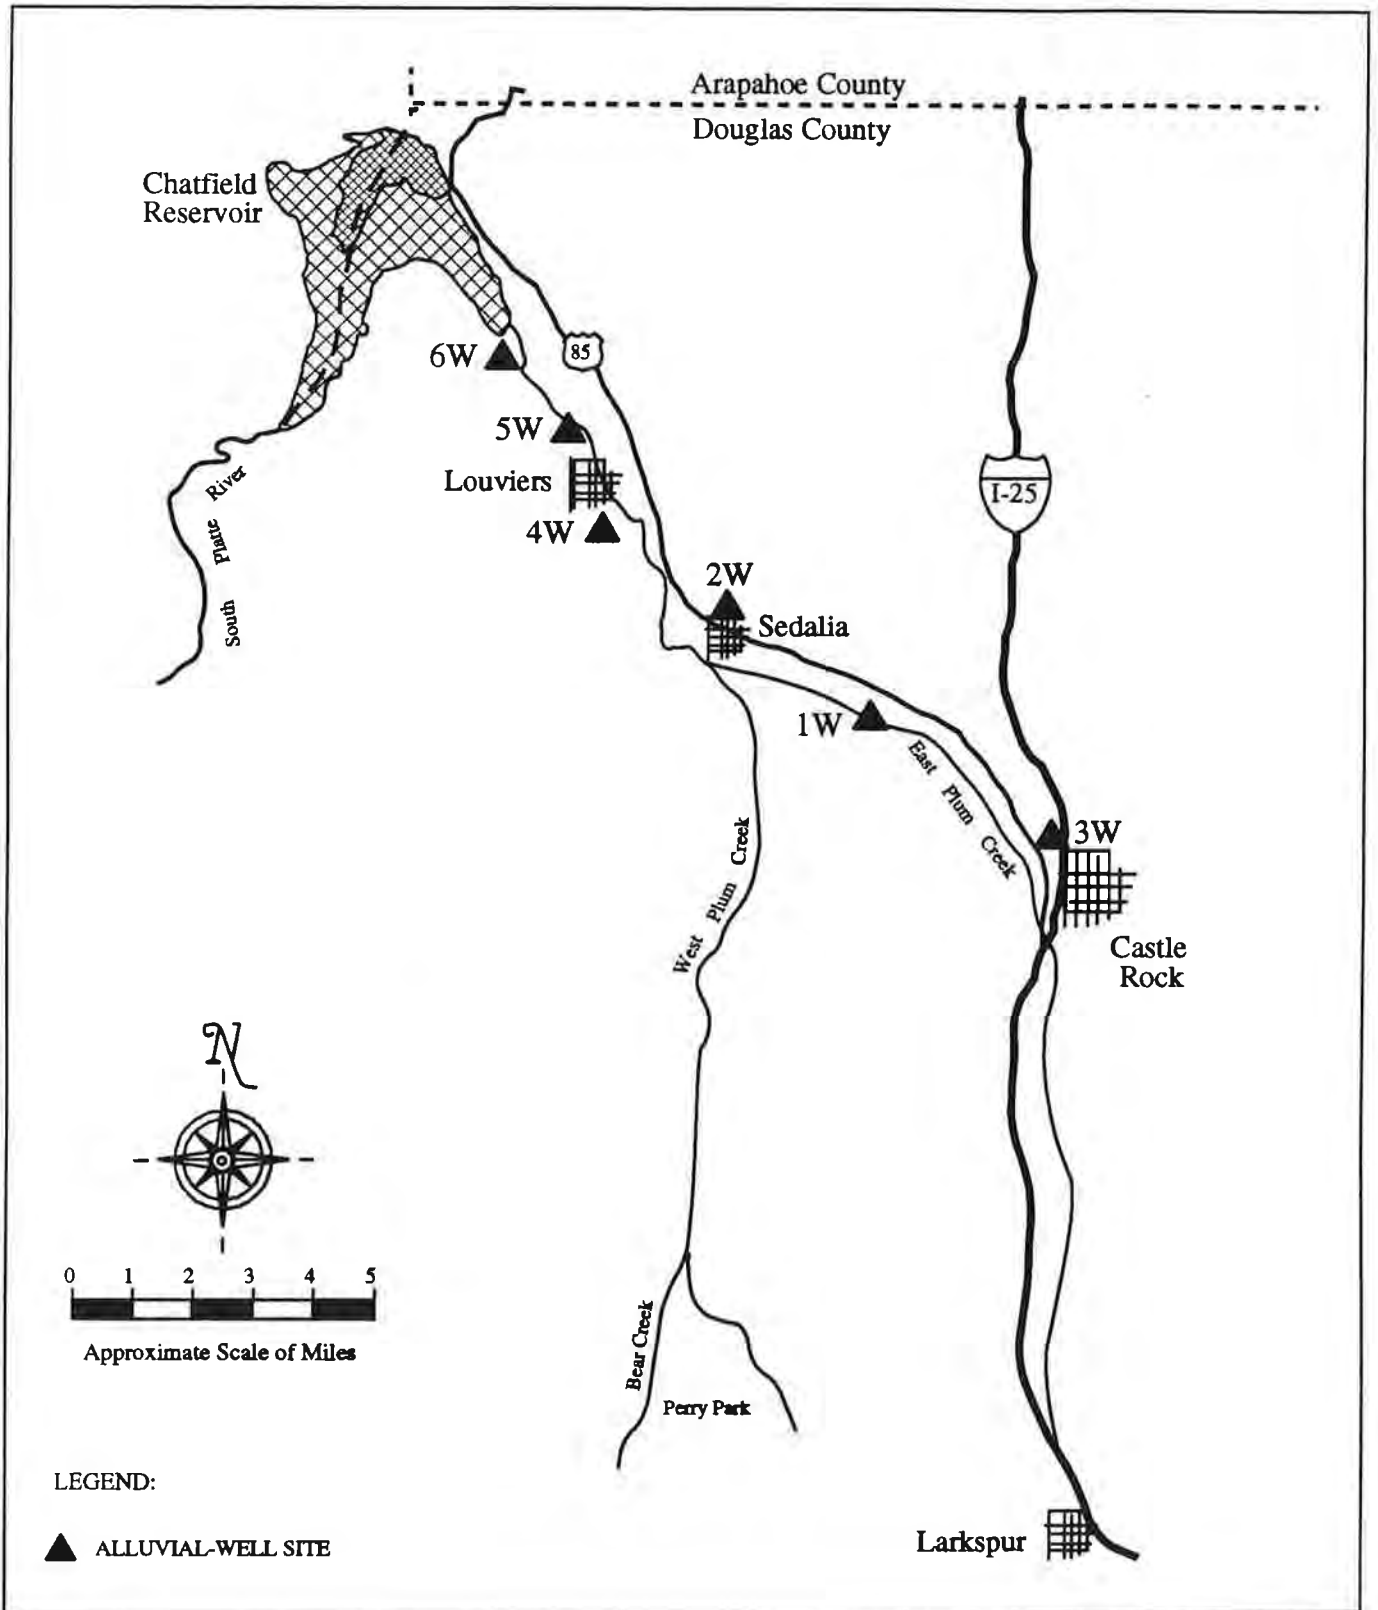 Arapahoe County
Douglas County
Chatfield
Reservoir
6W
85
5W
Louviers
I-25
4W
South Platte River
2W
Sedalia
1W
East Plum Creek
3W
West Plum Creek
Castle
Rock
N
0 1 2 3 4 5
Approximate Scale of Miles
Bear Creek
Perry Park
LEGEND:
ALLUVIAL-WELL SITE
Larkspur